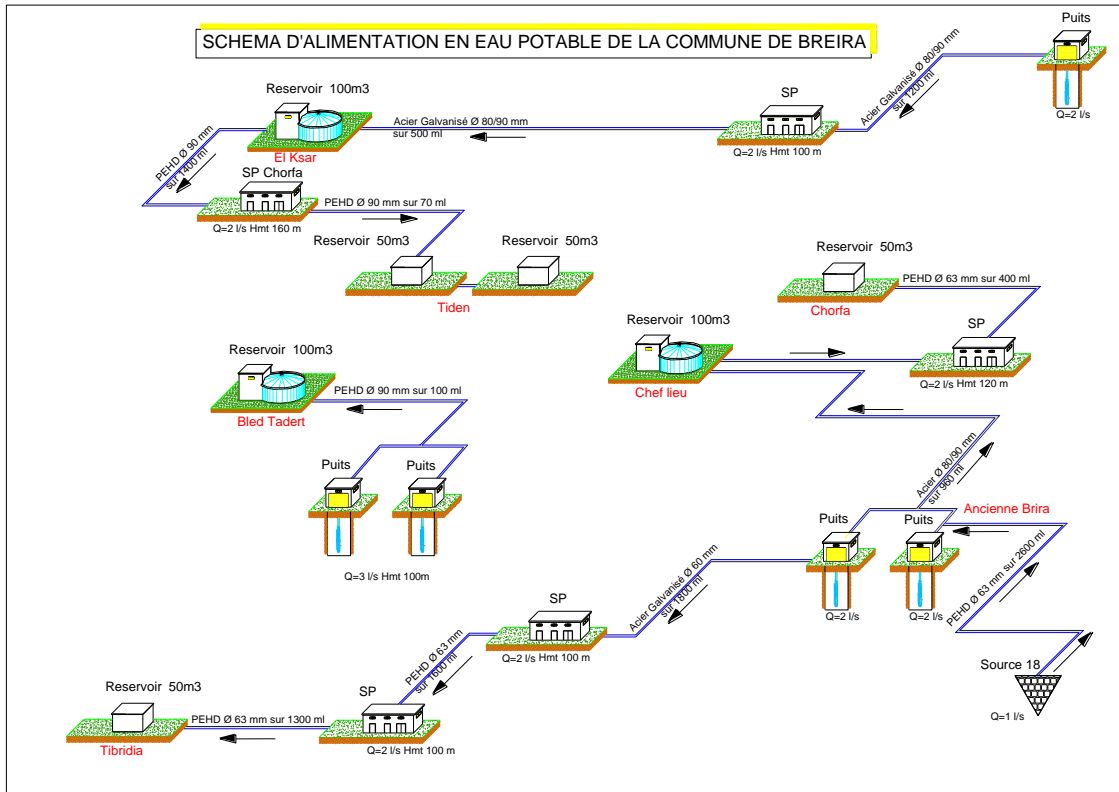 SCHEMA D'ALIMENTATION EN EAU POTABLE DE LA COMMUNE DE BREIRA
Puits
Q=2 l/s
Acier Galvanisé Ø 80/90 mm
sur 1200 ml
SP
Q=2 l/s Hmt 100 m
Acier Galvanisé Ø 80/90 mm
sur 500 ml
Reservoir 100m3
El Ksar
PEHD Ø 90 mm
sur 1400 ml
SP Chorfa
Q=2 l/s Hmt 160 m
PEHD Ø 90 mm sur 70 ml
Reservoir 50m3
Reservoir 50m3
Tiden
Reservoir 50m3
Chorfa
PEHD Ø 63 mm sur 400 ml
SP
Q=2 l/s Hmt 120 m
Reservoir 100m3
Chef lieu
Reservoir 100m3
Bled Tadert
PEHD Ø 90 mm sur 100 ml
Puits
Puits
Q=3 l/s Hmt 100m
Acier Ø 80/90 mm
sur 960 ml
Ancienne Brira
Puits
Puits
Q=2 l/s
Q=2 l/s
PEHD Ø 63 mm sur 2600 ml
Source 18
Q=1 l/s
Acier Galvanisé Ø 60 mm
sur 1800 ml
SP
Q=2 l/s Hmt 100 m
PEHD Ø 63 mm
sur 1600 ml
SP
Q=2 l/s Hmt 100 m
PEHD Ø 63 mm sur 1300 ml
Reservoir 50m3
Tibridia